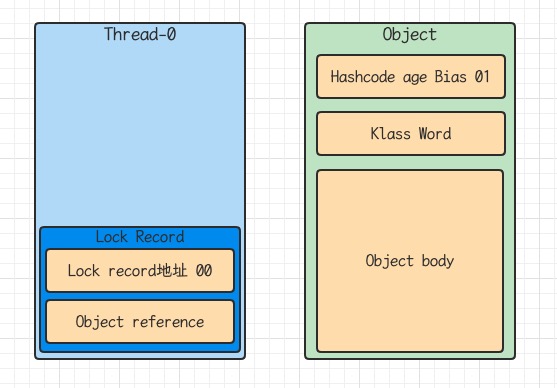 Thread-0
Lock Record
Lock record地址 00
Object reference
Object
Hashcode age Bias 01
Klass Word
Object body